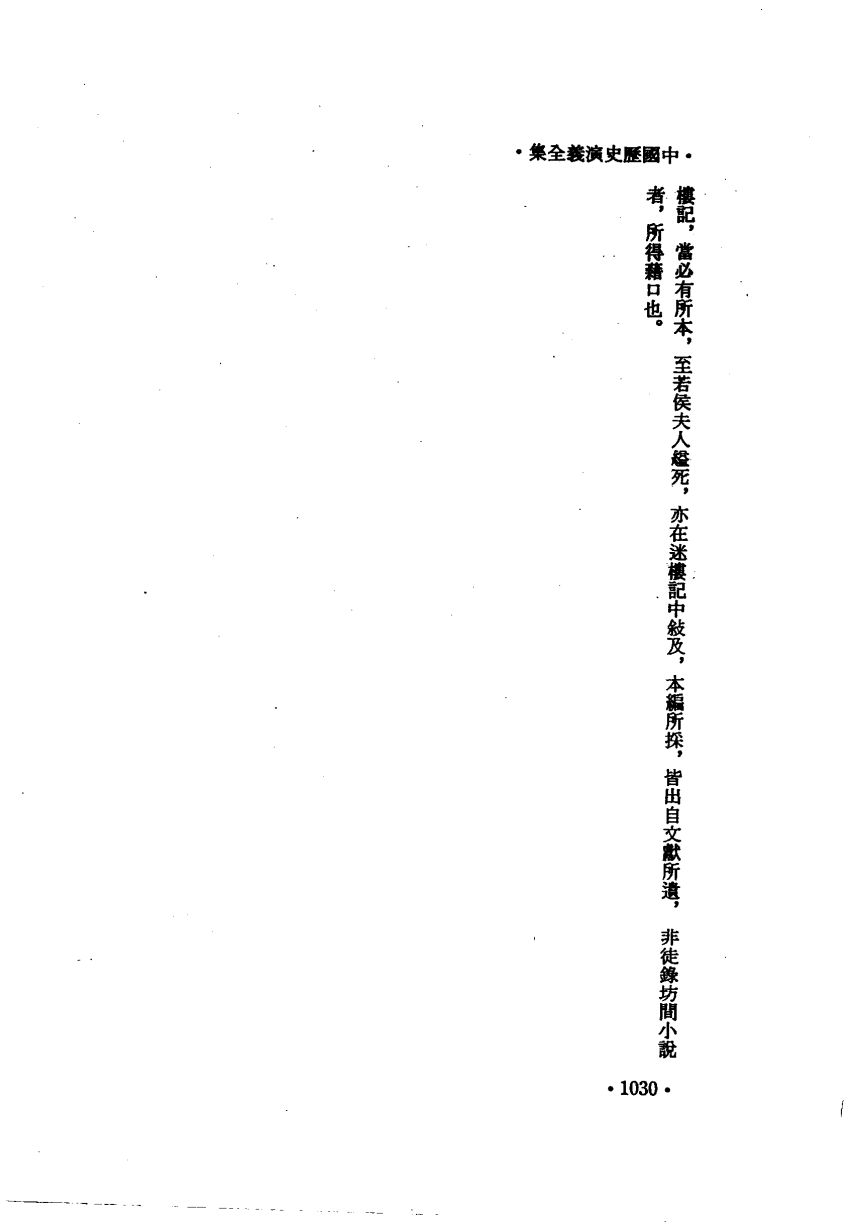 ·中國歷史演義全集·
樓記，當必有所本，至若侯夫人縊死，亦在迷樓記中敍及，本編所採，皆出自文獻所遺，非徒錄坊間小說
者，所得藉口也。
·1030·